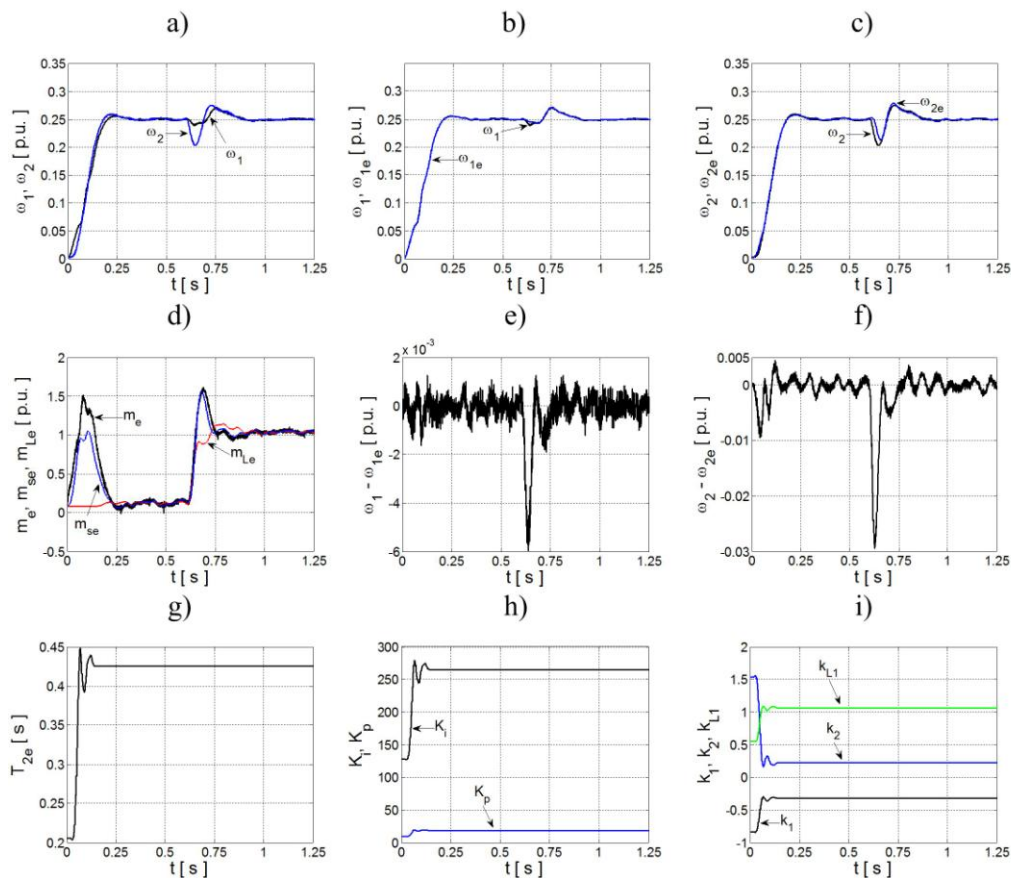 a)
b)
c)
ω1, ω2 [ p.u. ]
0.35
0.3
0.25
0.2
0.15
0.1
0.05
0
ω2
ω1
0 0.25 0.5 0.75 1 1.25
t [ s ]
ω1, ω1e [ p.u. ]
0.35
0.3
0.25
0.2
0.15
0.1
0.05
0
ω1
ω1e
0 0.25 0.5 0.75 1 1.25
t [ s ]
ω2, ω2e [ p.u. ]
0.35
0.3
0.25
0.2
0.15
0.1
0.05
0
ω2e
ω2
0 0.25 0.5 0.75 1 1.25
t [ s ]
d)
e)
f)
me, mse, mLe [ p.u. ]
2
1.5
1
0.5
0
-0.5
me
mse
mLe
0 0.25 0.5 0.75 1 1.25
t [ s ]
ω1 - ω1e [ p.u. ]
x 10-3
2
0
-2
-4
-6
0 0.25 0.5 0.75 1 1.25
t [ s ]
ω2 - ω2e [ p.u. ]
0.005
0
-0.01
-0.02
-0.03
0 0.25 0.5 0.75 1 1.25
t [ s ]
g)
h)
i)
T2e [ s ]
0.45
0.4
0.35
0.3
0.25
0.2
0 0.25 0.5 0.75 1 1.25
t [ s ]
Ki, Kp
300
250
200
150
100
50
0
Ki
Kp
0 0.25 0.5 0.75 1 1.25
t [ s ]
k1, k2, kL1
2
1.5
1
0.5
0
-0.5
-1
kL1
k2
k1
0 0.25 0.5 0.75 1 1.25
t [ s ]